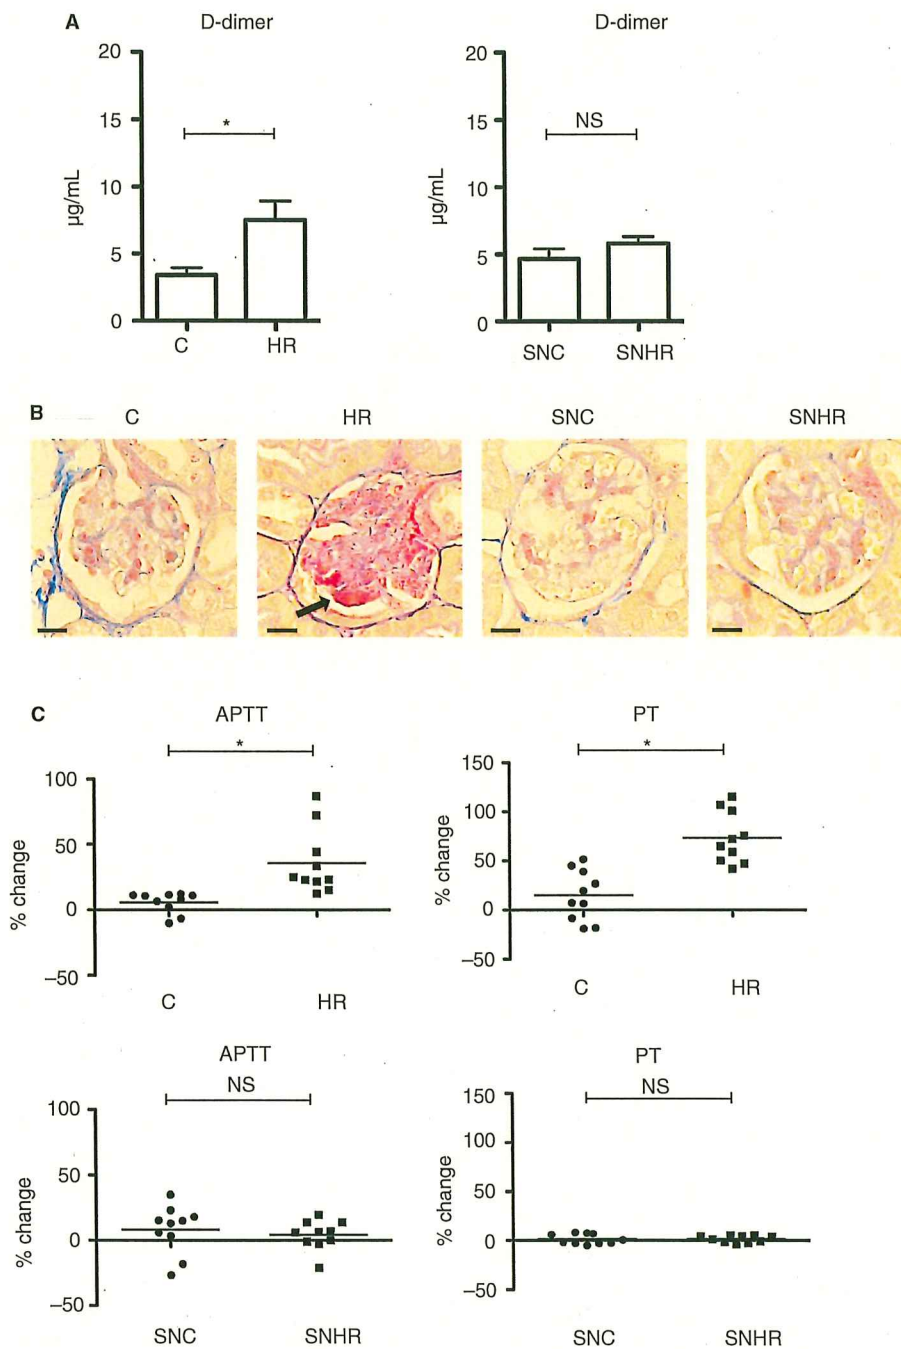 A
D-dimer
D-dimer
20
15
10
5
0
µg/mL
*
C
HR
20
15
10
5
0
µg/mL
NS
SNC
SNHR
B
C
HR
SNC
SNHR
C
APTT
PT
*
100
50
0
–50
% change
C
HR
*
150
100
50
0
–50
% change
C
HR
APTT
PT
NS
100
50
0
–50
% change
SNC
SNHR
NS
150
100
50
0
–50
% change
SNC
SNHR